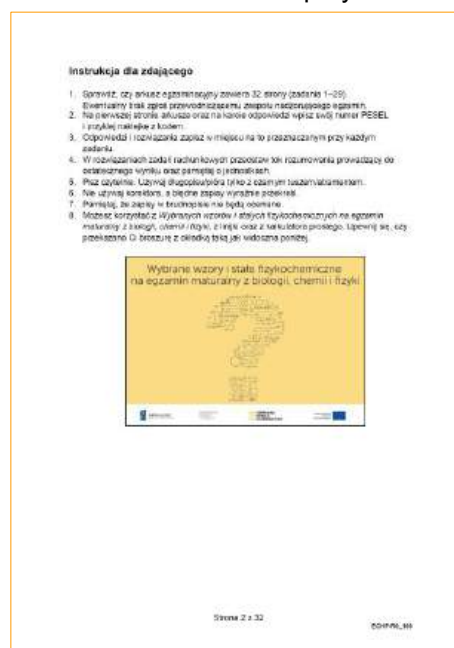 Instrukcja dla zdającego
1. Sprawdź, czy arkusz egzaminacyjny zawiera 32 strony (zadania 1–29).
Ewentualny brak zgłoś przewodniczącemu zespołu nadzorującego egzamin.
2. Na pierwszej stronie arkusza oraz na karcie odpowiedzi wpisz swój numer PESEL
i przyklej naklejkę z kodem.
3. Odpowiedzi i rozwiązania zapisz w miejscu na to przeznaczonym przy każdym
zadaniu.
4. W rozwiązaniach zadań rachunkowych przedstaw tok rozumowania prowadzący do
ostatecznego wyniku oraz pamiętaj o jednostkach.
5. Pisz czytelnie. Używaj długopisu/pióra tylko z czarnym tuszem/atramentem.
6. Nie używaj korektora, a błędne zapisy wyraźnie przekreśl.
7. Pamiętaj, że zapisy w brudnopisie nie będą oceniane.
8. Możesz korzystać z Wybranych wzorów i stałych fizykochemicznych na egzamin
maturalny z biologii, chemii i fizyki, z linijki oraz z kalkulatora prostego. Upewnij się, czy
przekazano Ci broszurę z okładką taką jak widoczna poniżej.
Wybrane wzory i stałe fizykochemiczne
na egzamin maturalny z biologii, chemii i fizyki
Strona 2 z 32